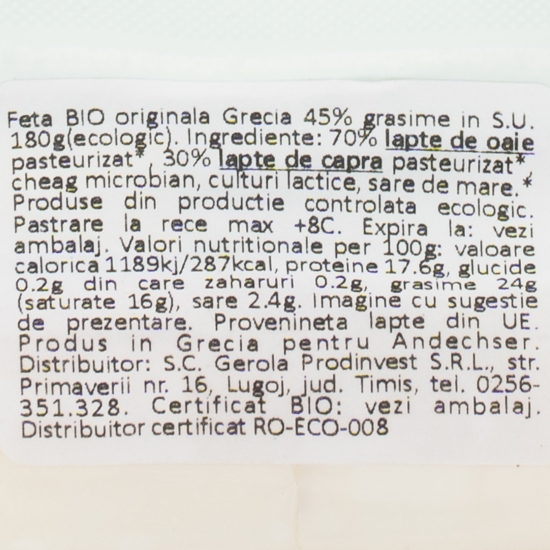 Feta BIO originala Grecia 45% grasime in S.U.
180g(ecologic). Ingrediente: 70% lapte de oaie
pasteurizat*, 30% lapte de capra pasteurizat*
cheag microbian, culturi lactice, sare de mare. *
Produse din productie controlata ecologic.
Pastrare la rece max +8C. Expira la: vezi
ambalaj. Valori nutritionale per 100g: valoare
calorica 1189kj/287kcal, proteine 17.6g, glucide
0.2g din care zaharuri 0.2g, grasime 24g
(saturate 16g), sare 2.4g. Imagine cu sugestie
de prezentare. Provenineta lapte din UE.
Produs in Grecia pentru Andechser.
Distribuitor: S.C. Gerola Prodinvest S.R.L., str.
Primaverii nr. 16, Lugoj, jud. Timis, tel. 0256-
351.328. Certificat BIO: vezi ambalaj.
Distribuitor certificat RO-ECO-008